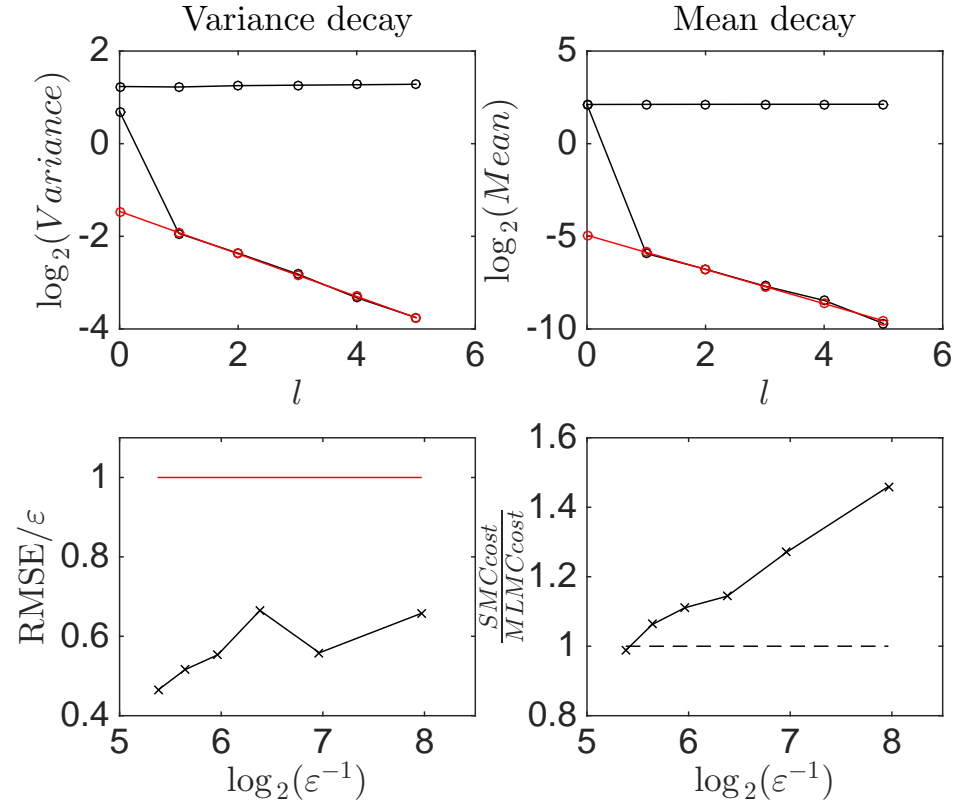 Variance decay
log₂(Variance)
2
0
-2
-4
0 2 4 6
l
Mean decay
log₂(Mean)
5
0
-5
-10
0 2 4 6
l
RMSE/ε
1
0.8
0.6
0.4
5 6 7 8
log₂(ε⁻¹)
SMCcost
MLMCcost
1.6
1.4
1.2
1
0.8
5 6 7 8
log₂(ε⁻¹)